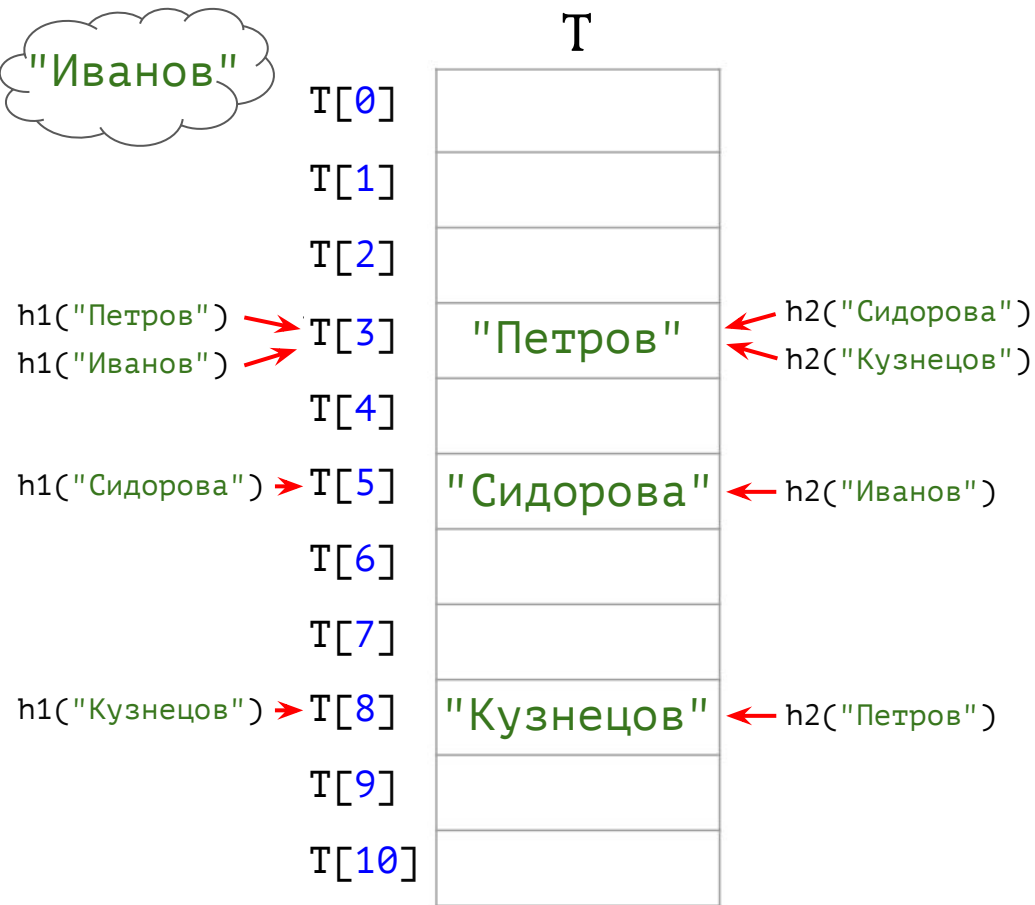 T
"Иванов"
T[0]
T[1]
T[2]
h1("Петров")
h1("Иванов")
T[3]
"Петров"
h2("Сидорова")
h2("Кузнецов")
T[4]
h1("Сидорова") T[5] "Сидорова" h2("Иванов")
T[6]
T[7]
h1("Кузнецов") T[8] "Кузнецов" h2("Петров")
T[9]
T[10]